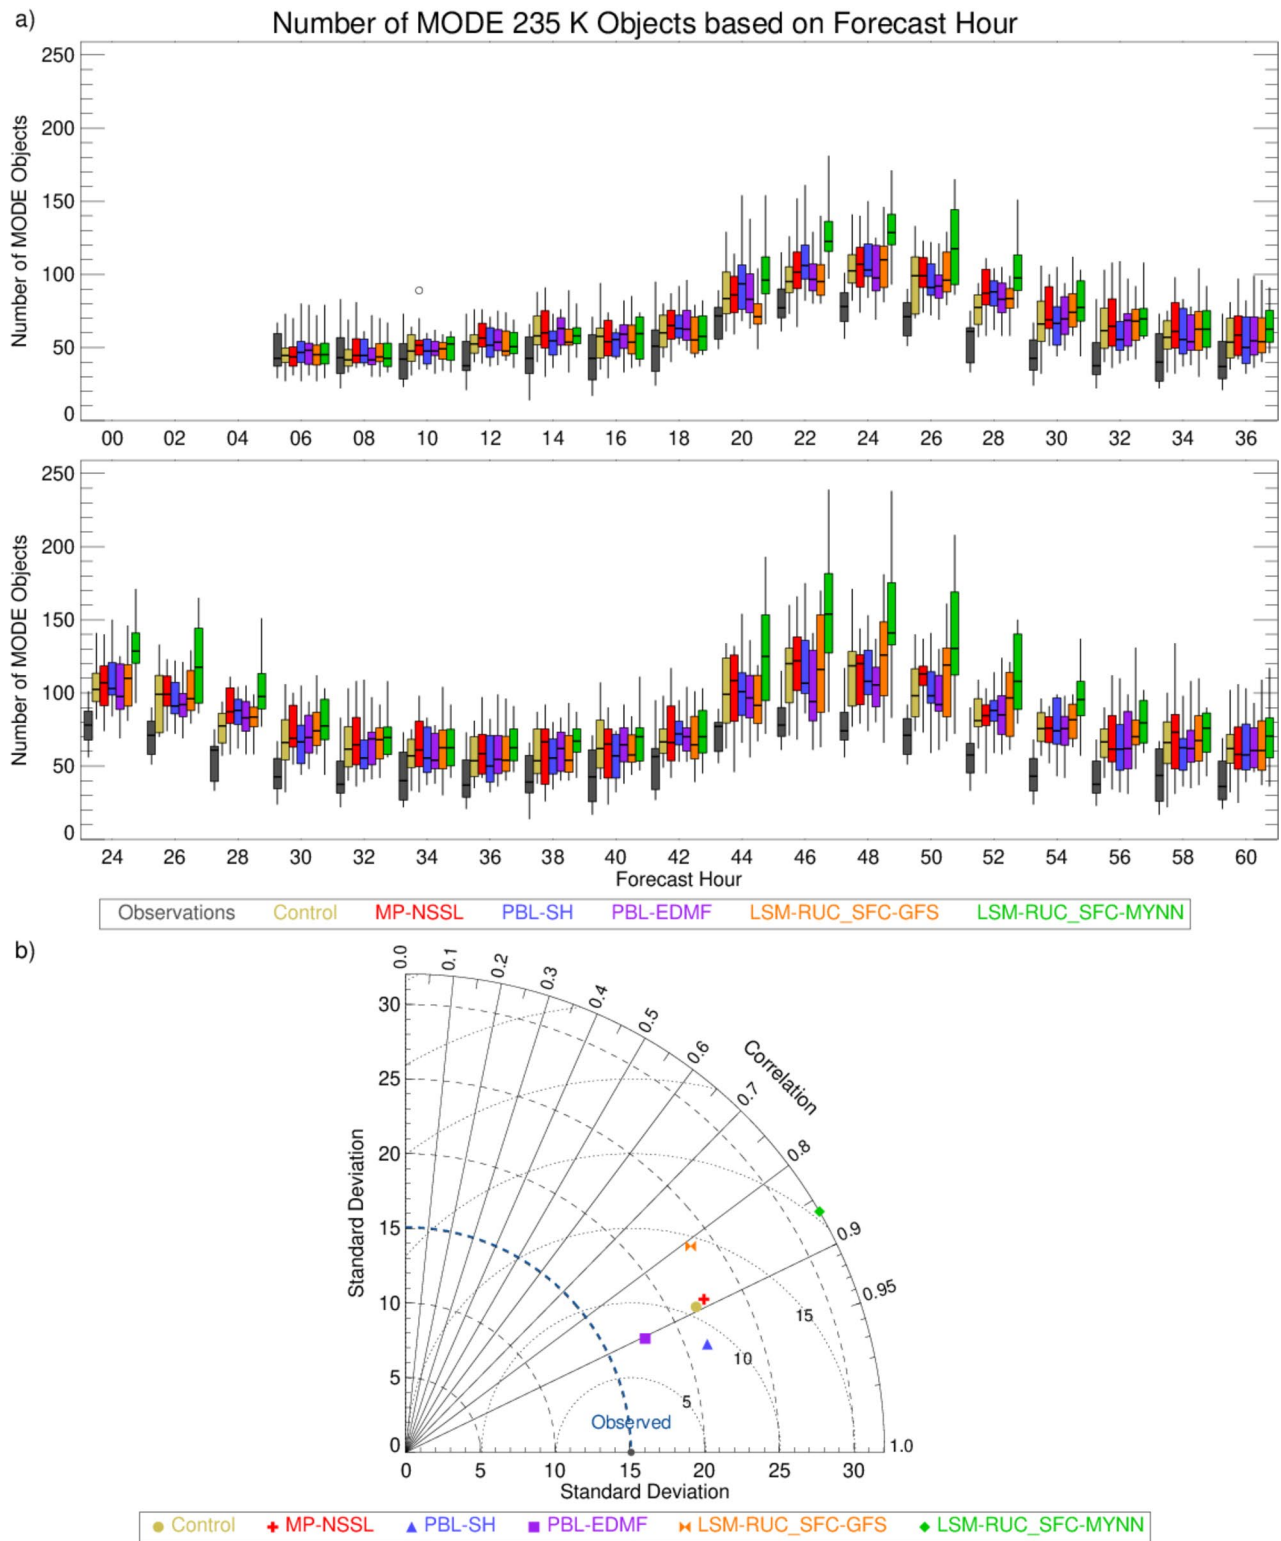 a)
Number of MODE 235 K Objects based on Forecast Hour
Number of MODE Objects
250
200
150
100
50
0
00 02 04 06 08 10 12 14 16 18 20 22 24 26 28 30 32 34 36
Number of MODE Objects
250
200
150
100
50
0
24 26 28 30 32 34 36 38 40 42 44 46 48 50 52 54 56 58 60
Forecast Hour
Observations Control MP-NSSL PBL-SH PBL-EDMF LSM-RUC_SFC-GFS LSM-RUC_SFC-MYNN
b)
0.0 0.1 0.2 0.3 0.4 0.5 0.6 0.7 0.8 0.9 0.95 1.0
Correlation
Standard Deviation
30
25
20
15
10
5
0
15
10
5
Observed
0 5 10 15 20 25 30
Standard Deviation
Control MP-NSSL PBL-SH PBL-EDMF LSM-RUC_SFC-GFS LSM-RUC_SFC-MYNN